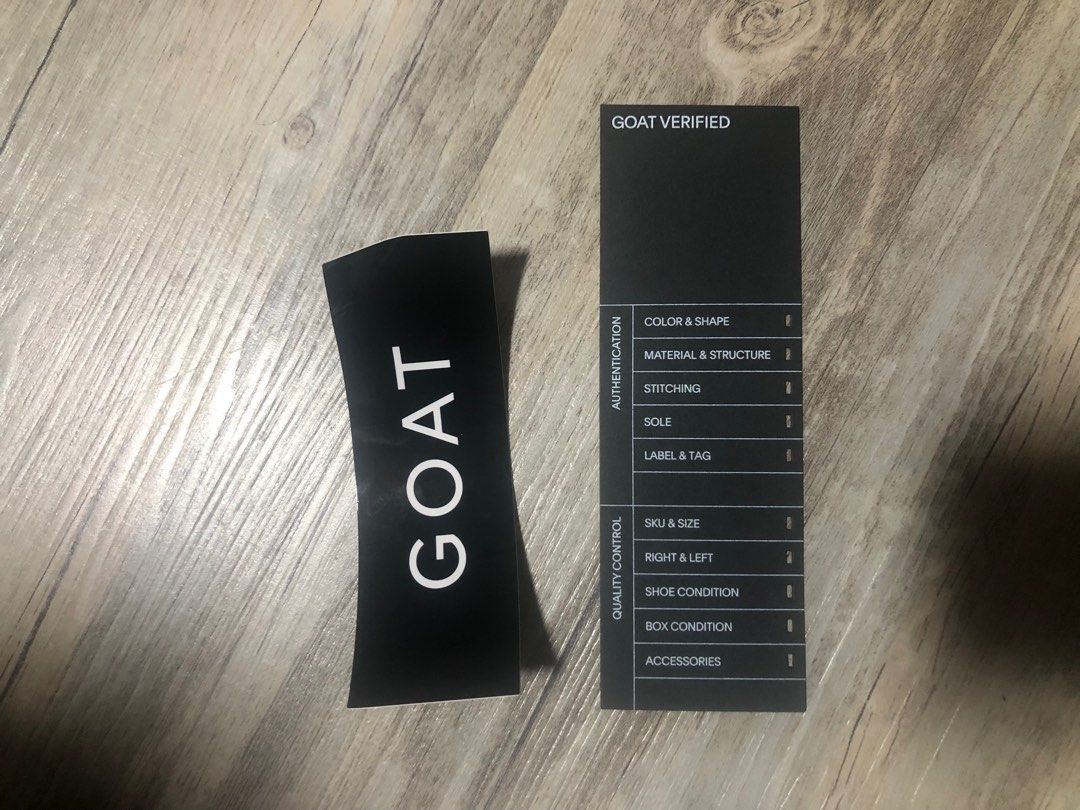 GOAT
GOAT VERIFIED
AUTHENTICATION
COLOR & SHAPE
MATERIAL & STRUCTURE
STITCHING
SOLE
LABEL & TAG
QUALITY CONTROL
SKU & SIZE
RIGHT & LEFT
SHOE CONDITION
BOX CONDITION
ACCESSORIES